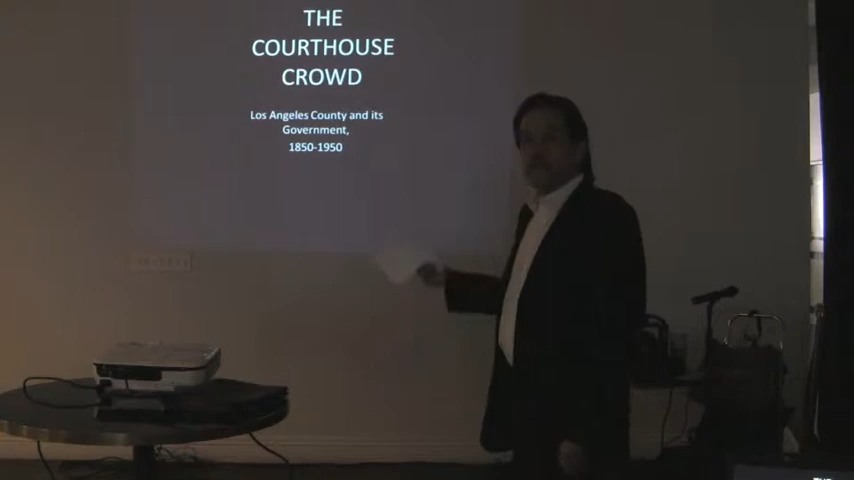 THE
COURTHOUSE
CROWD
Los Angeles County and its
Government,
1850-1950